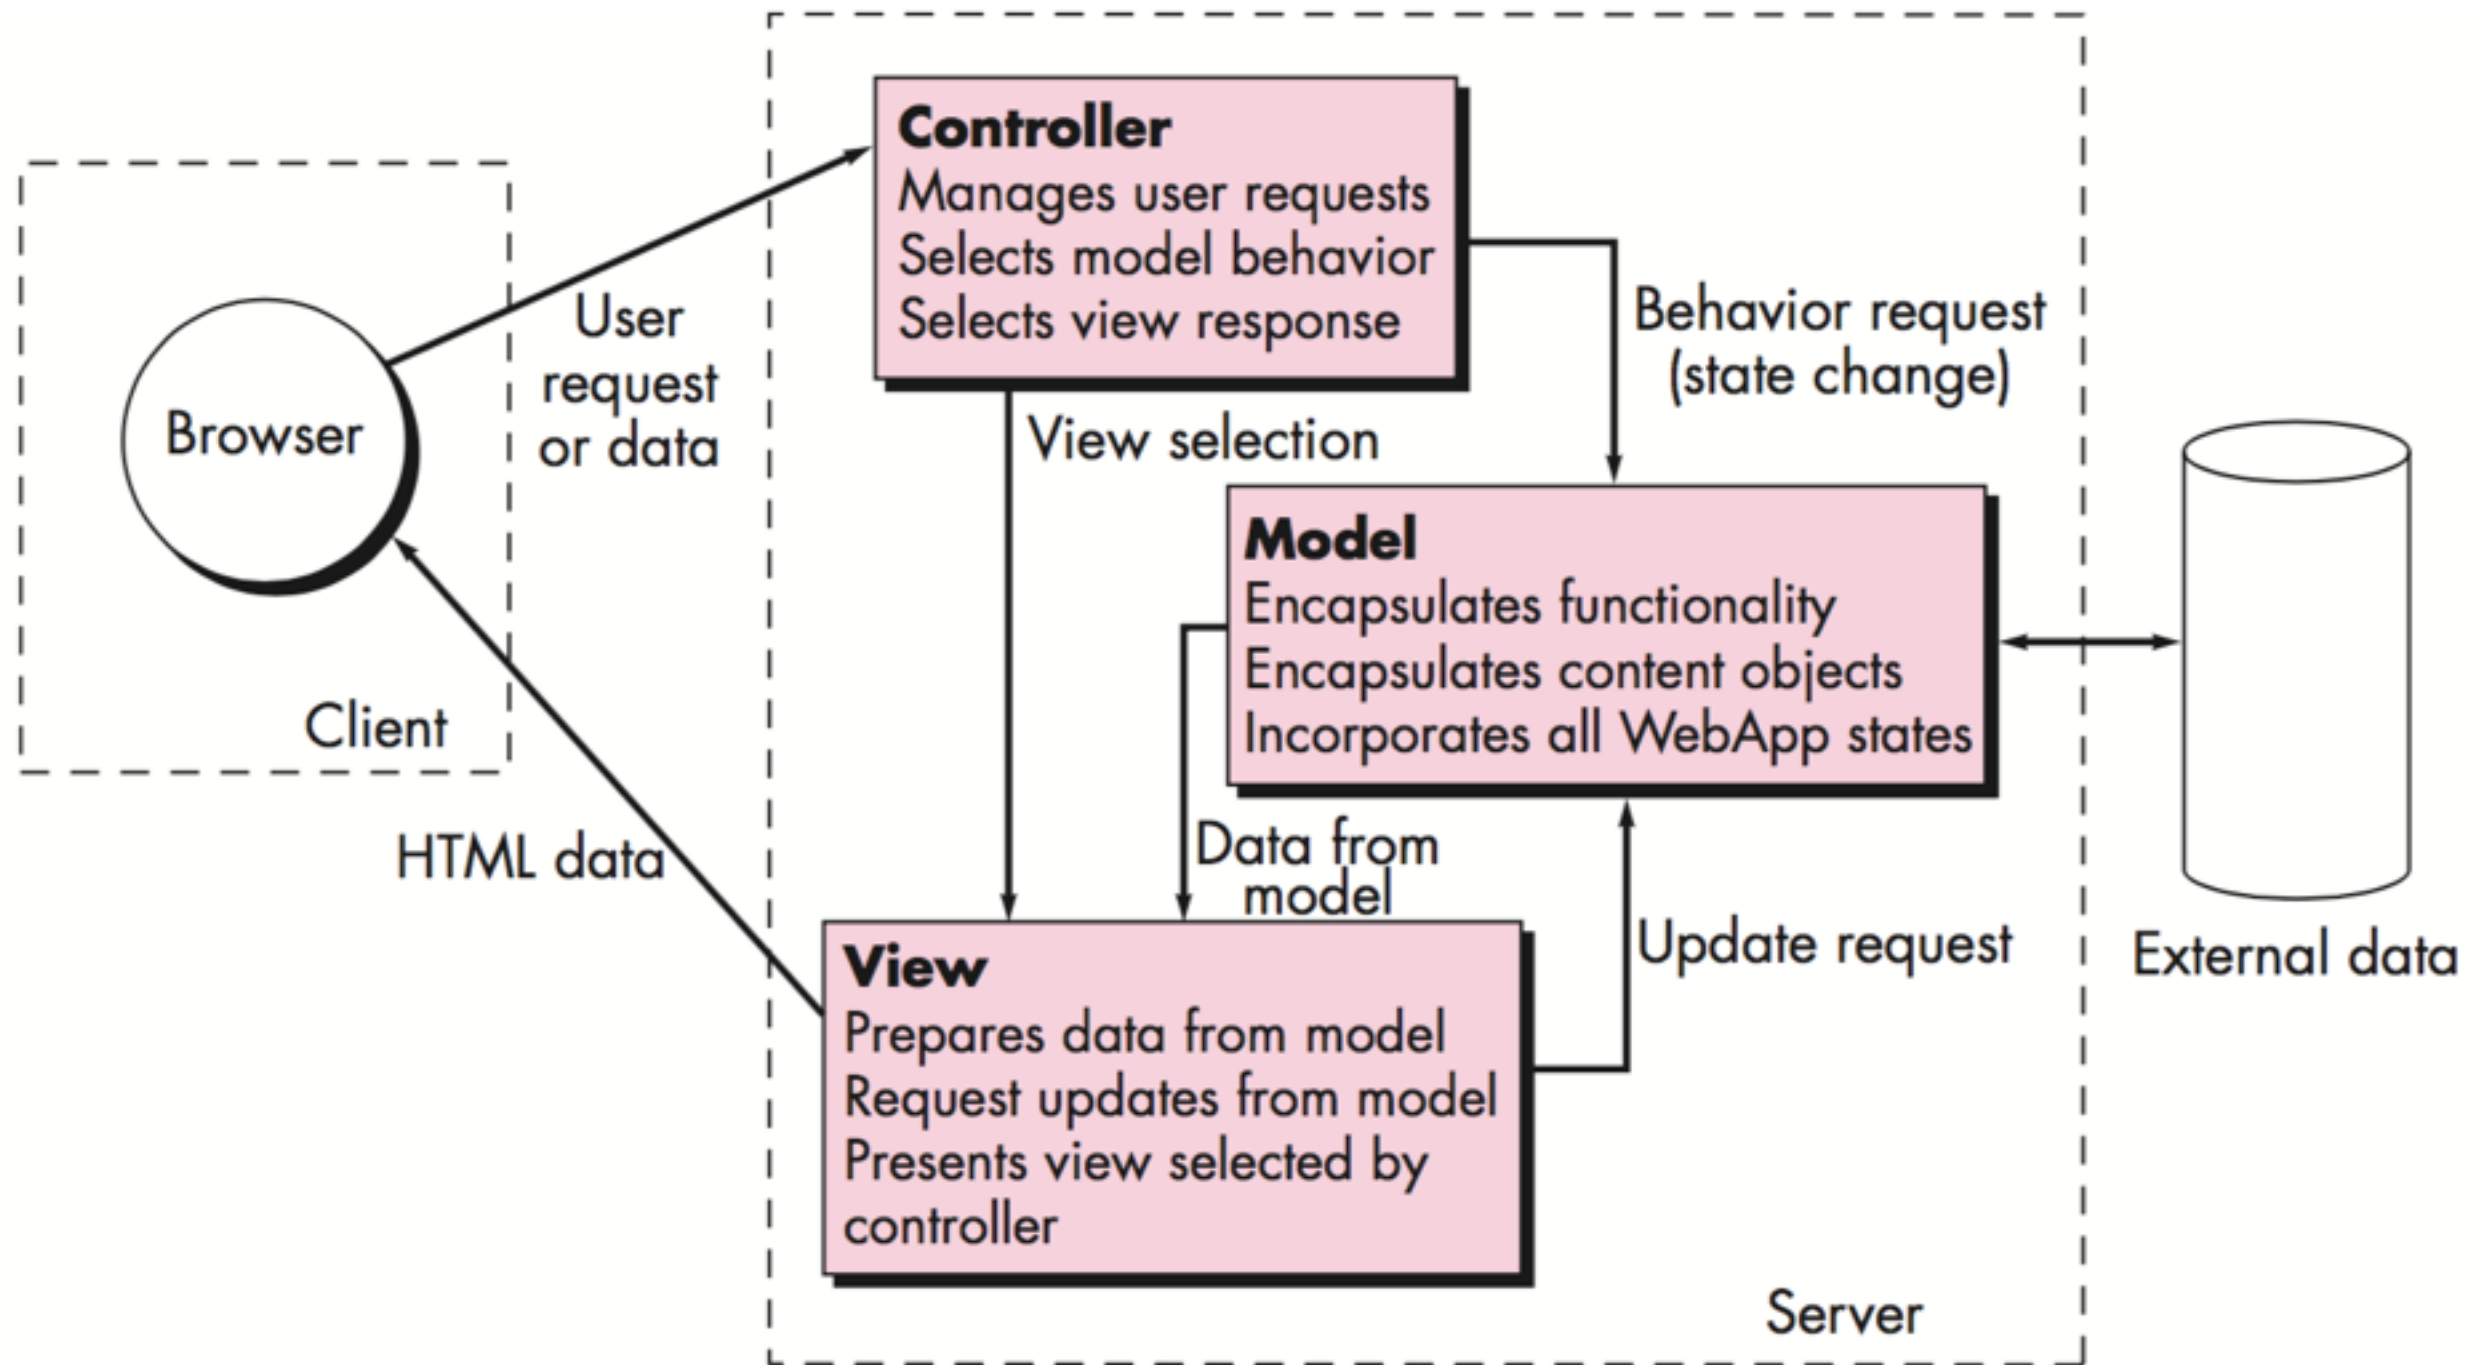 Controller
Manages user requests
Selects model behavior
Selects view response
User
request
or data
Behavior request
(state change)
Browser
View selection
Model
Encapsulates functionality
Encapsulates content objects
Incorporates all WebApp states
Client
HTML data
Data from
model
Update request
External data
View
Prepares data from model
Request updates from model
Presents view selected by
controller
Server